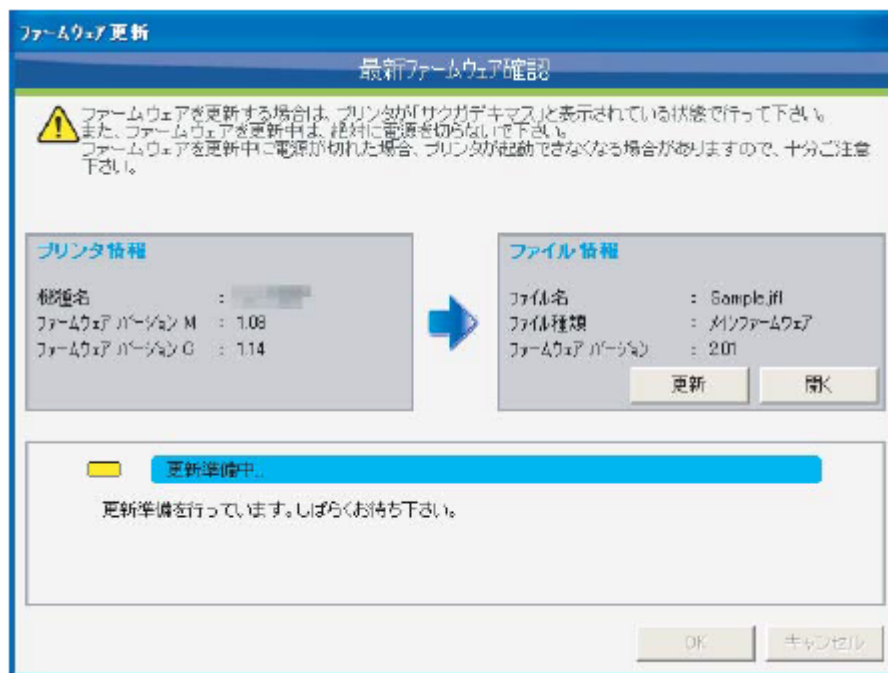 ファームウェア更新
最新ファームウェア確認
ファームウェアを更新する場合は、プリンタが「サクガデキマス」と表示されている状態で行って下さい。
また、ファームウェアを更新中は、絶対に電源を切らないで下さい。
ファームウェアを更新中に電源が切れた場合、プリンタが起動できなくなる場合がありますので、十分ご注意
下さい。
プリンタ情報
機種名 :
ファームウェア バージョン M : 1.08
ファームウェア バージョン G : 1.14
ファイル情報
ファイル名 : Sample.jfl
ファイル種類 : メインファームウェア
ファームウェア バージョン : 2.01
更新 開く
更新準備中..
更新準備を行っています。しばらくお待ち下さい。
OK キャンセル